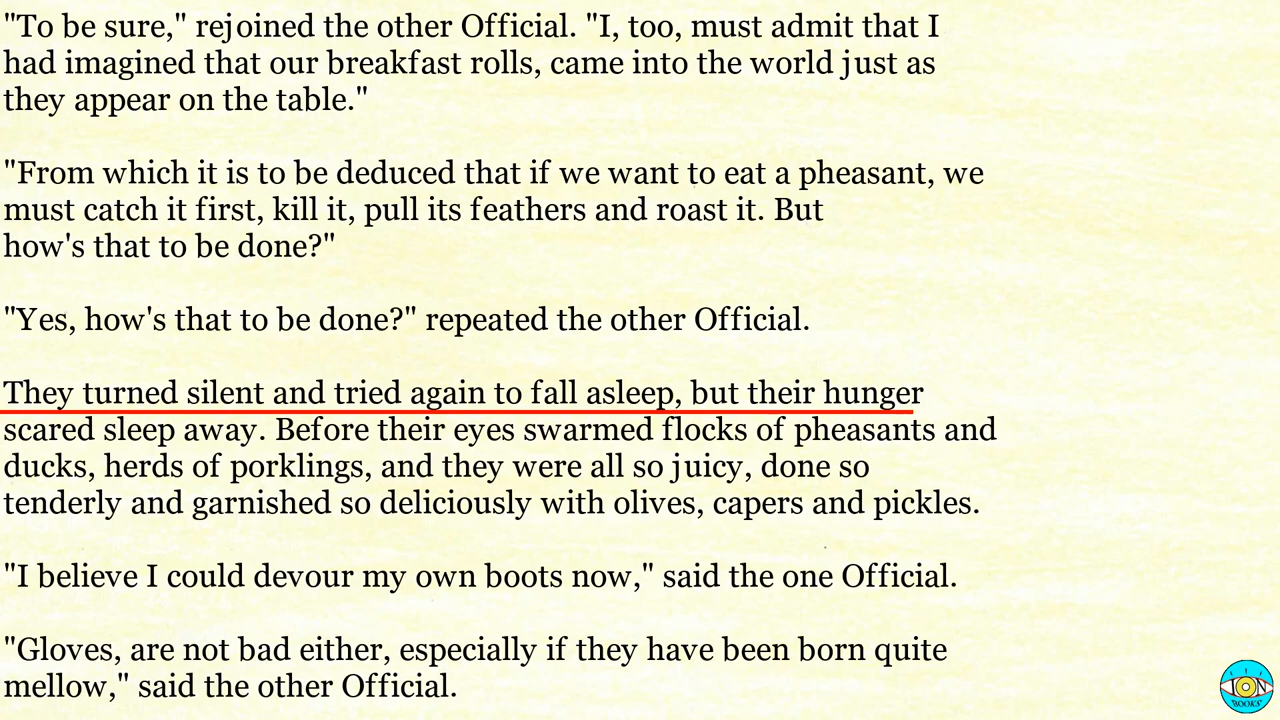 "To be sure," rejoined the other Official. "I, too, must admit that I
had imagined that our breakfast rolls, came into the world just as
they appear on the table."
"From which it is to be deduced that if we want to eat a pheasant, we
must catch it first, kill it, pull its feathers and roast it. But
how's that to be done?"
"Yes, how's that to be done?" repeated the other Official.
They turned silent and tried again to fall asleep, but their hunger
scared sleep away. Before their eyes swarmed flocks of pheasants and
ducks, herds of porklings, and they were all so juicy, done so
tenderly and garnished so deliciously with olives, capers and pickles.
"I believe I could devour my own boots now," said the one Official.
"Gloves, are not bad either, especially if they have been born quite
mellow," said the other Official.
ION
BOOKS